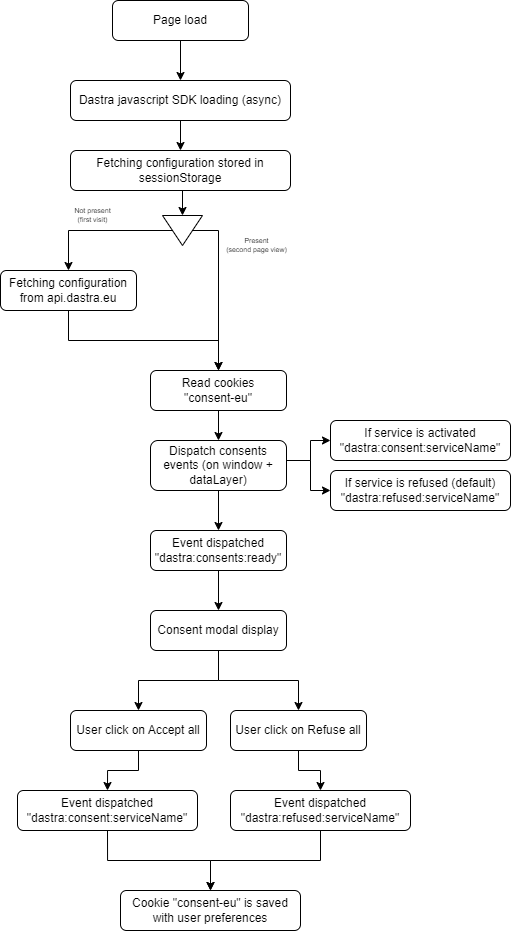 Page load
Dastra javascript SDK loading (async)
Fetching configuration stored in
sessionStorage
Not present
(first visit)
Present
(second page view)
Fetching configuration
from api.dastra.eu
Read cookies
"consent-eu"
Dispatch consents
events (on window +
dataLayer)
If service is activated
"dastra:consent:serviceName"
If service is refused (default)
"dastra:refused:serviceName"
Event dispatched
"dastra:consents:ready"
Consent modal display
User click on Accept all
User click on Refuse all
Event dispatched
"dastra:consent:serviceName"
Event dispatched
"dastra:refused:serviceName"
Cookie "consent-eu" is saved
with user preferences